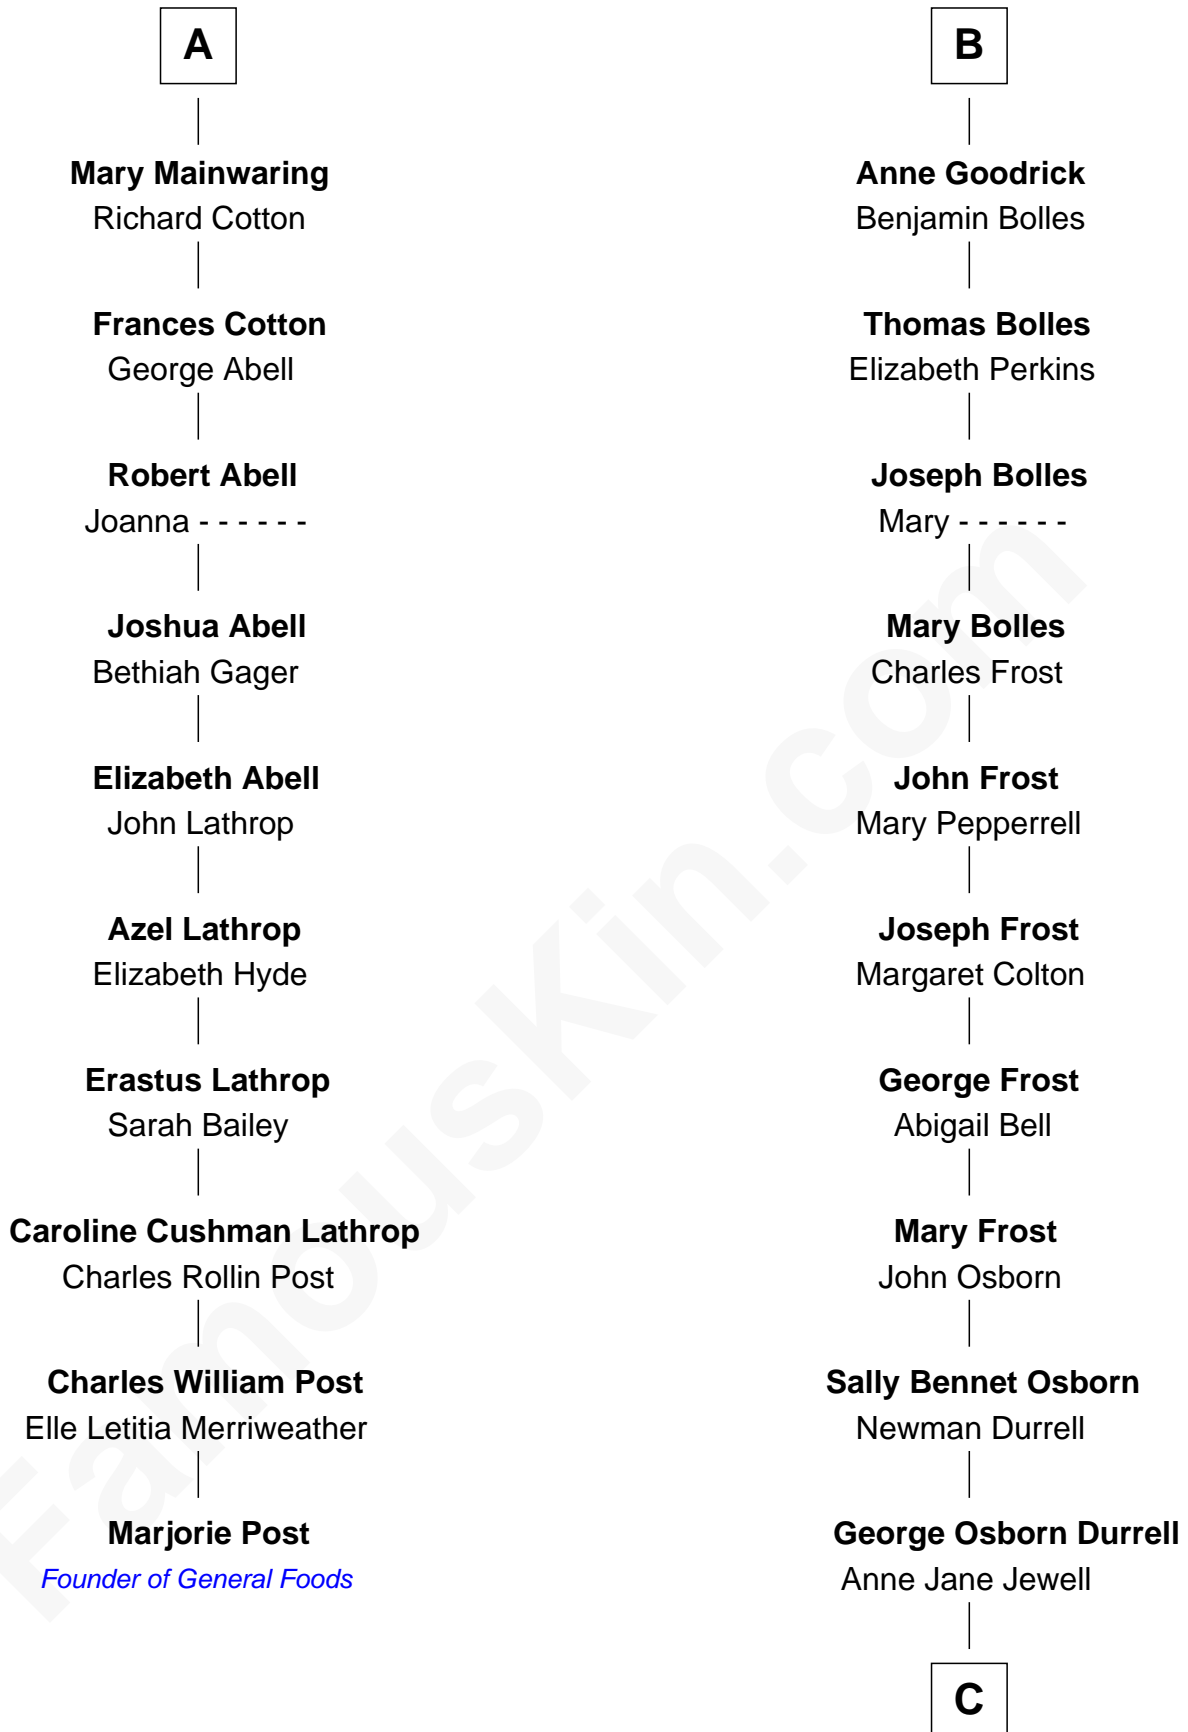 A
Mary Mainwaring
Richard Cotton
Frances Cotton
George Abell
Robert Abell
Joanna - - - - - -
Joshua Abell
Bethiah Gager
Elizabeth Abell
John Lathrop
Azel Lathrop
Elizabeth Hyde
Erastus Lathrop
Sarah Bailey
Caroline Cushman Lathrop
Charles Rollin Post
Charles William Post
Elle Letitia Merriweather
Marjorie Post
Founder of General Foods
B
Anne Goodrick
Benjamin Bolles
Thomas Bolles
Elizabeth Perkins
Joseph Bolles
Mary - - - - - -
Mary Bolles
Charles Frost
John Frost
Mary Pepperrell
Joseph Frost
Margaret Colton
George Frost
Abigail Bell
Mary Frost
John Osborn
Sally Bennet Osborn
Newman Durrell
George Osborn Durrell
Anne Jane Jewell
C
FamousKin.com